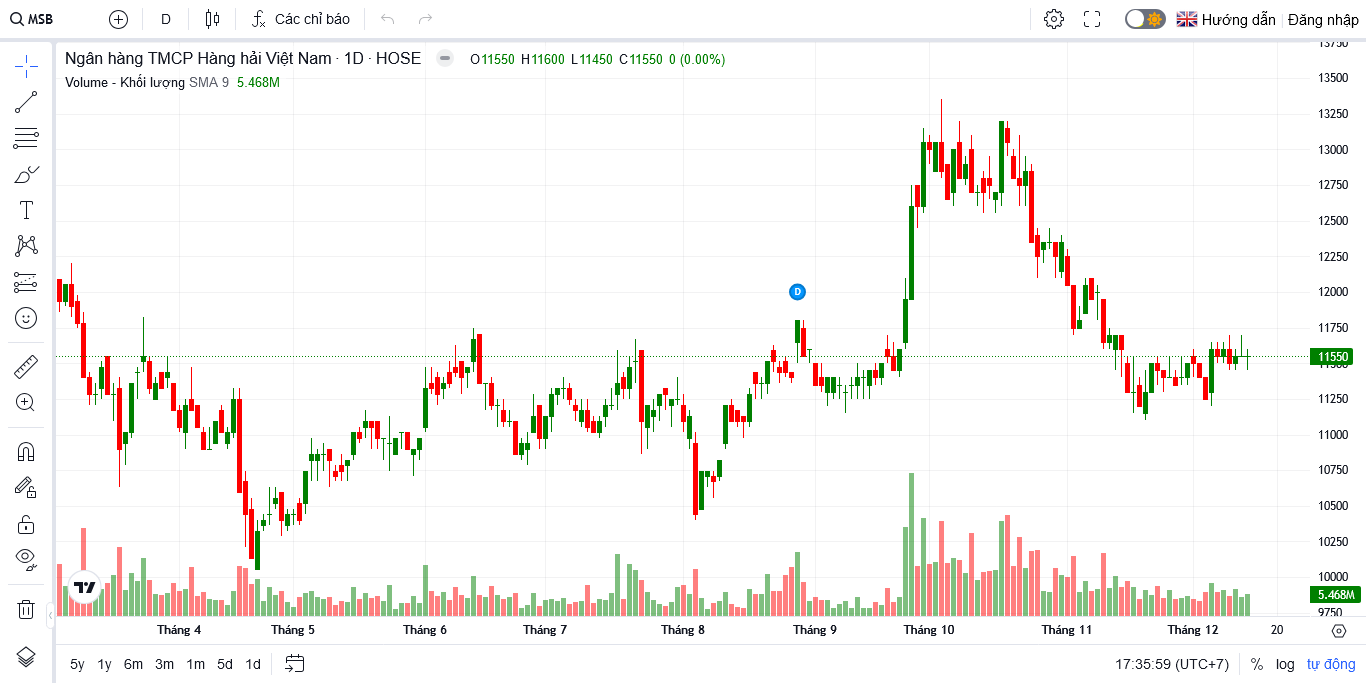 MSB D Các chỉ báo Hướng dẫn Đăng nhập
Ngân hàng TMCP Hàng hải Việt Nam · 1D · HOSE O11550 H11600 L11450 C11550 0 (0.00%)
Volume - Khối lượng SMA 9 5.468M
13750
13500
13250
13000
12750
12500
12250
12000
D
11750
11550
11500
11250
11000
10750
10500
10250
10000
5.468M
9750
Tháng 4 Tháng 5 Tháng 6 Tháng 7 Tháng 8 Tháng 9 Tháng 10 Tháng 11 Tháng 12 20
5y 1y 6m 3m 1m 5d 1d 17:35:59 (UTC+7) % log tự động